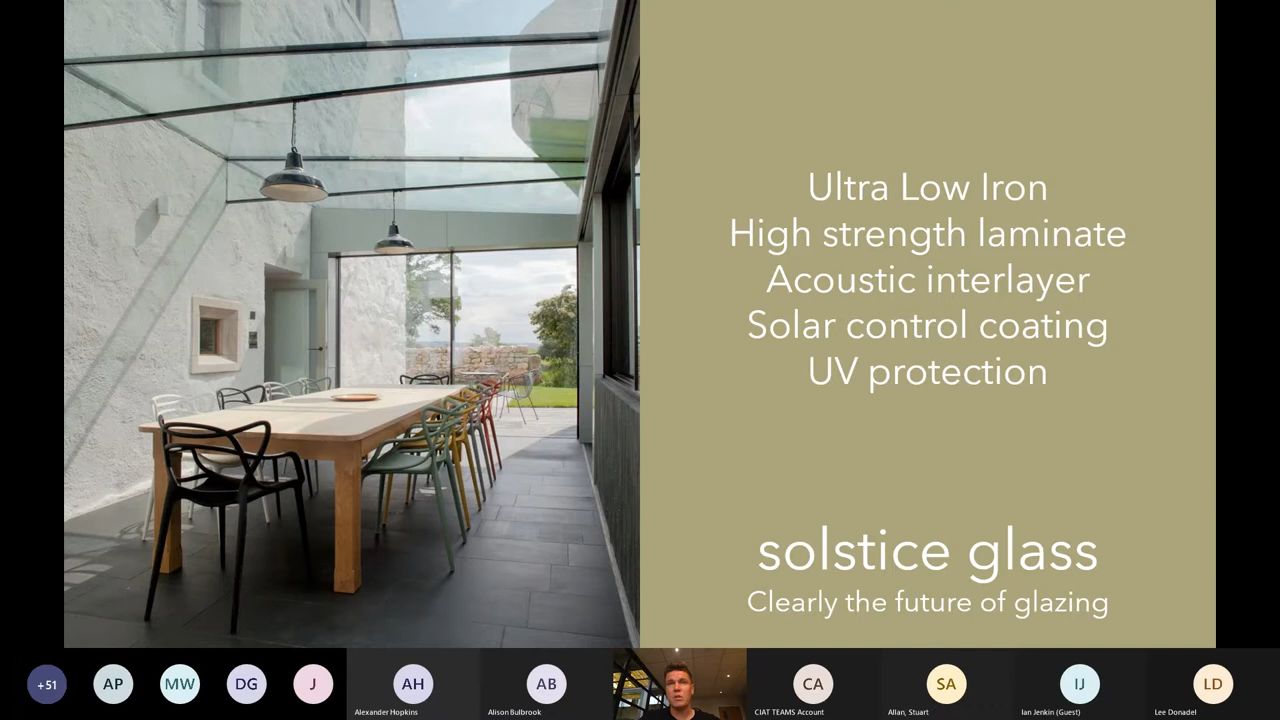 Ultra Low Iron
High strength laminate
Acoustic interlayer
Solar control coating
UV protection
solstice glass
Clearly the future of glazing
+51
AP
MW
DG
J
AH
Alexander Hopkins
AB
Alison Bulbrook
CA
CIAT TEAMS Account
SA
Allan, Stuart
IJ
Ian Jenkin (Guest)
LD
Lee Donadel